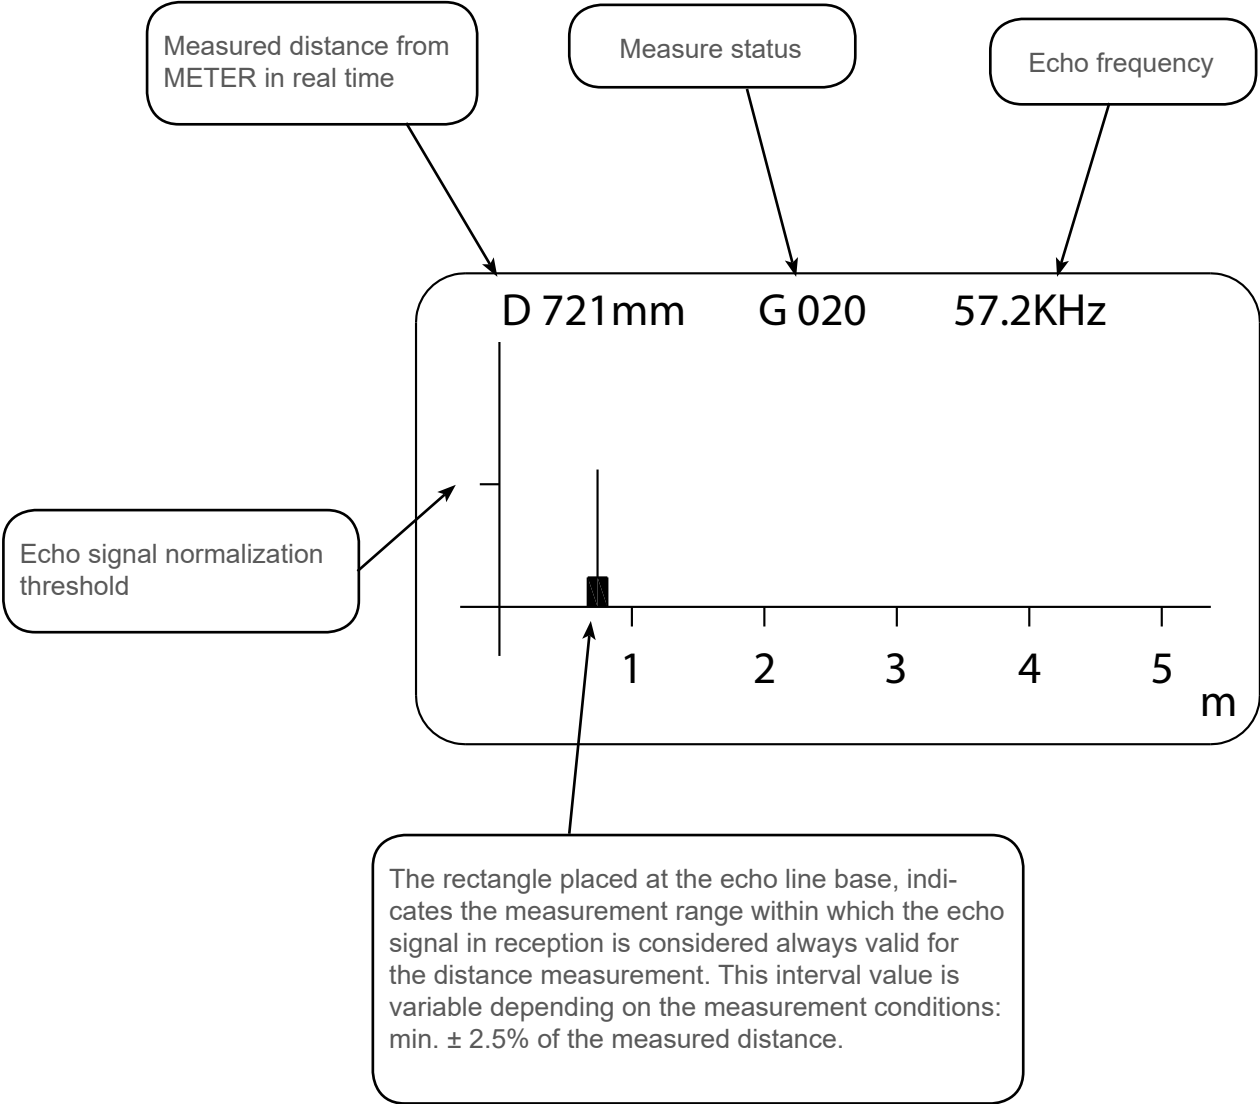 Measured distance from
METER in real time
Measure status
Echo frequency
D 721mm G 020 57.2KHz
Echo signal normalization
threshold
1 2 3 4 5
m
The rectangle placed at the echo line base, indi-
cates the measurement range within which the echo
signal in reception is considered always valid for
the distance measurement. This interval value is
variable depending on the measurement conditions:
min. ± 2.5% of the measured distance.